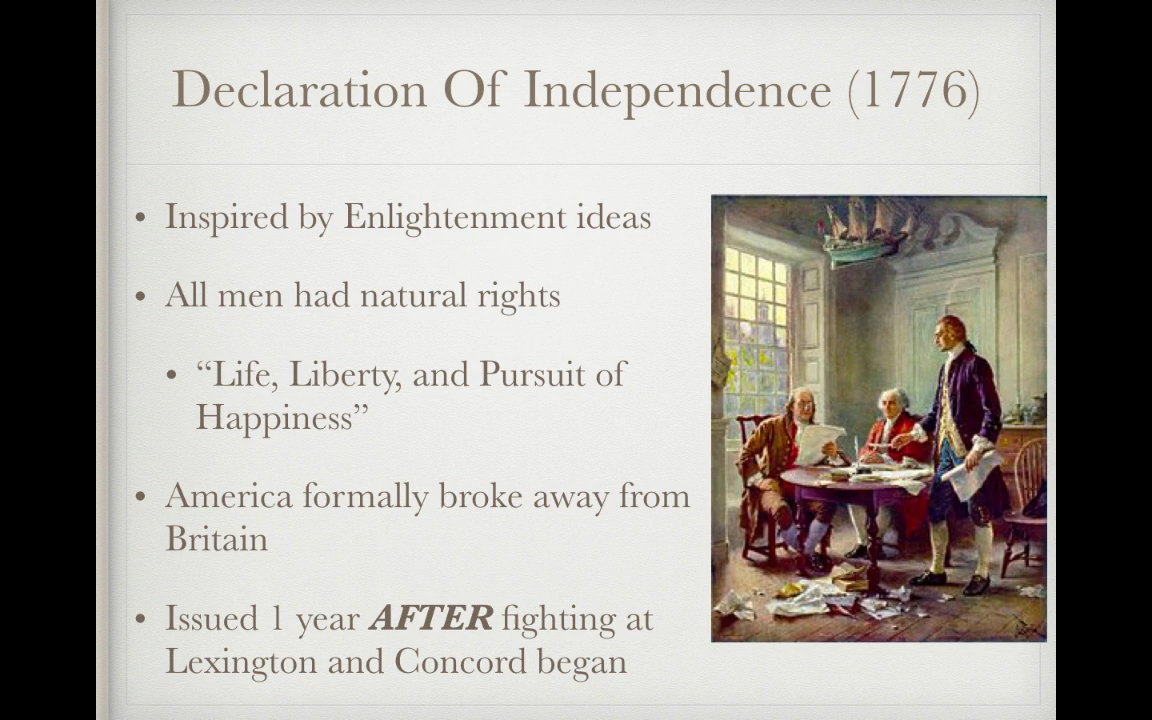 Declaration Of Independence (1776)
• Inspired by Enlightenment ideas
• All men had natural rights
• “Life, Liberty, and Pursuit of
Happiness”
• America formally broke away from
Britain
• Issued 1 year AFTER fighting at
Lexington and Concord began